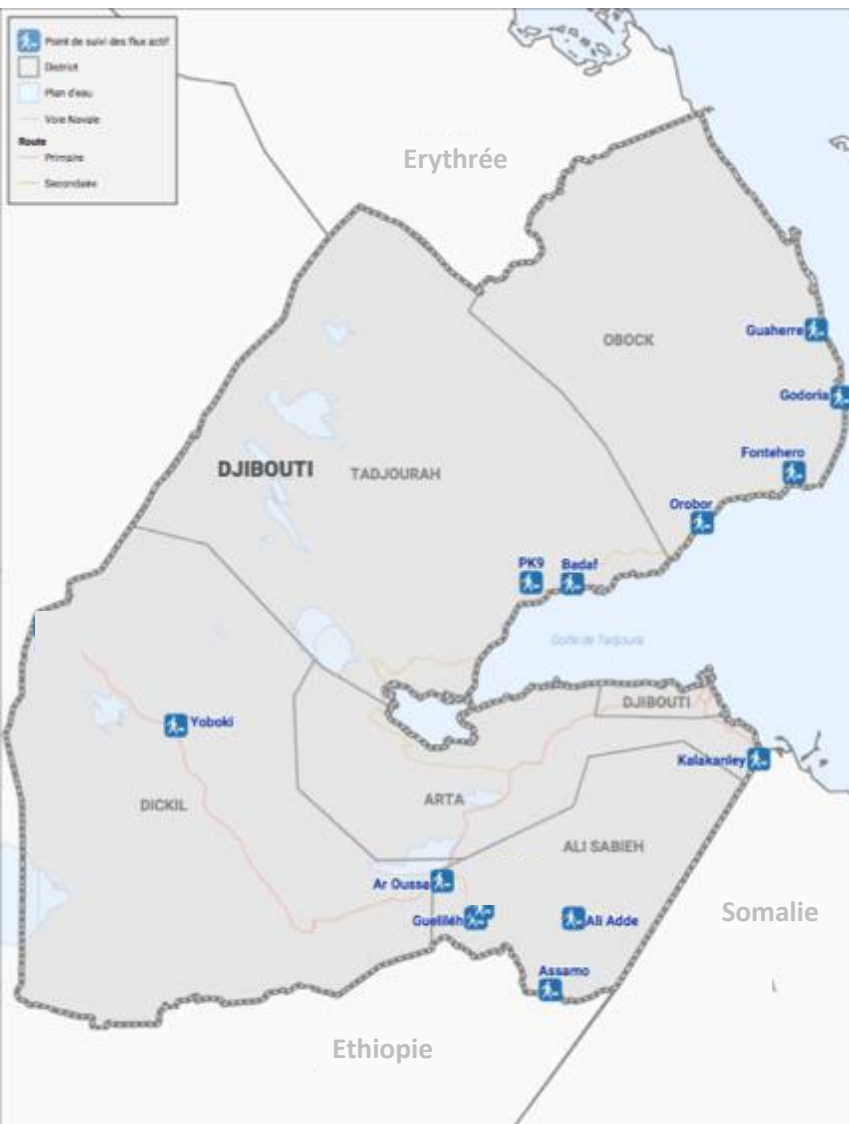 Point de suivi des flux actif
District
Plan d'eau
Voie Navale
Route
Primaire
Secondaire
Erythrée
OBOCK
Guaherre
Godoria
DJIBOUTI
TADJOURAH
Fontehero
Orobor
PK9
Badaf
Golfe de Tadjoura
DJIBOUTI
Yoboki
Kalakanley
DICKIL
ARTA
ALI SABIEH
Ar Oussa
Gueliléh
Ali Adde
Somalie
Assamo
Ethiopie